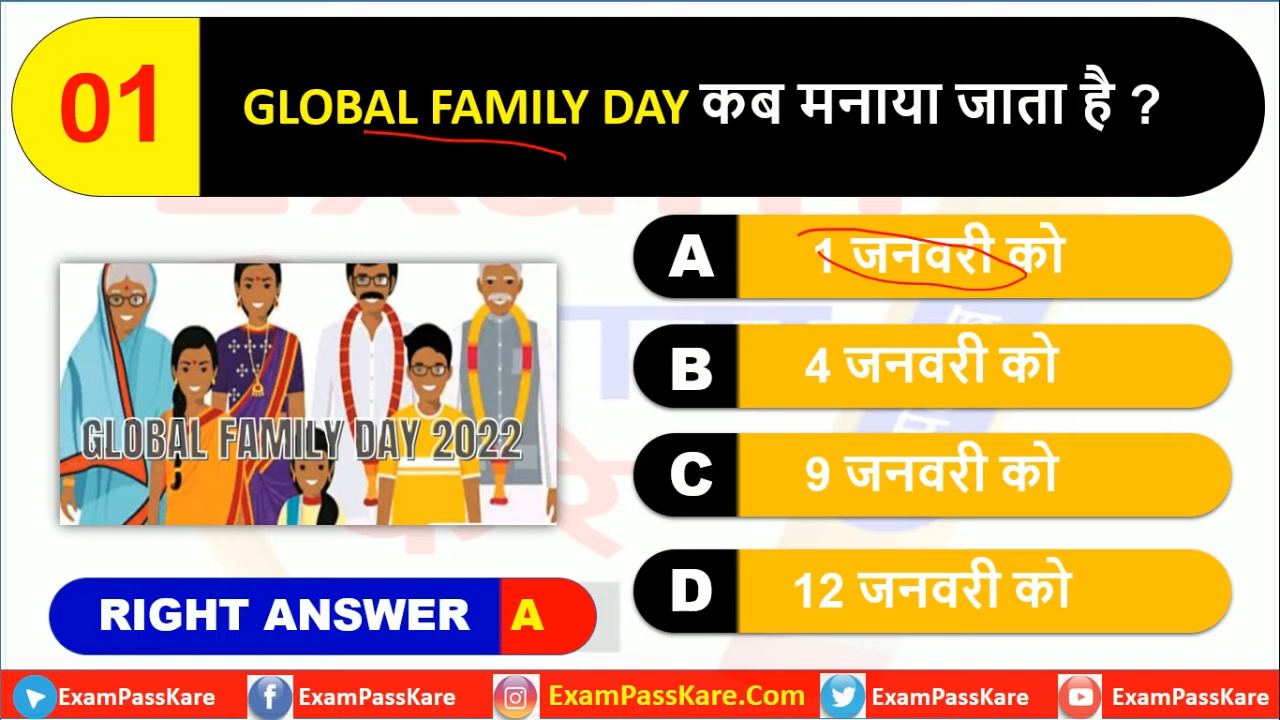 01
GLOBAL FAMILY DAY कब मनाया जाता है ?
A 1 जनवरी को
B 4 जनवरी को
C 9 जनवरी को
D 12 जनवरी को
GLOBAL FAMILY DAY 2022
RIGHT ANSWER A
ExamPassKare ExamPassKare ExamPassKare.Com ExamPassKare ExamPassKare